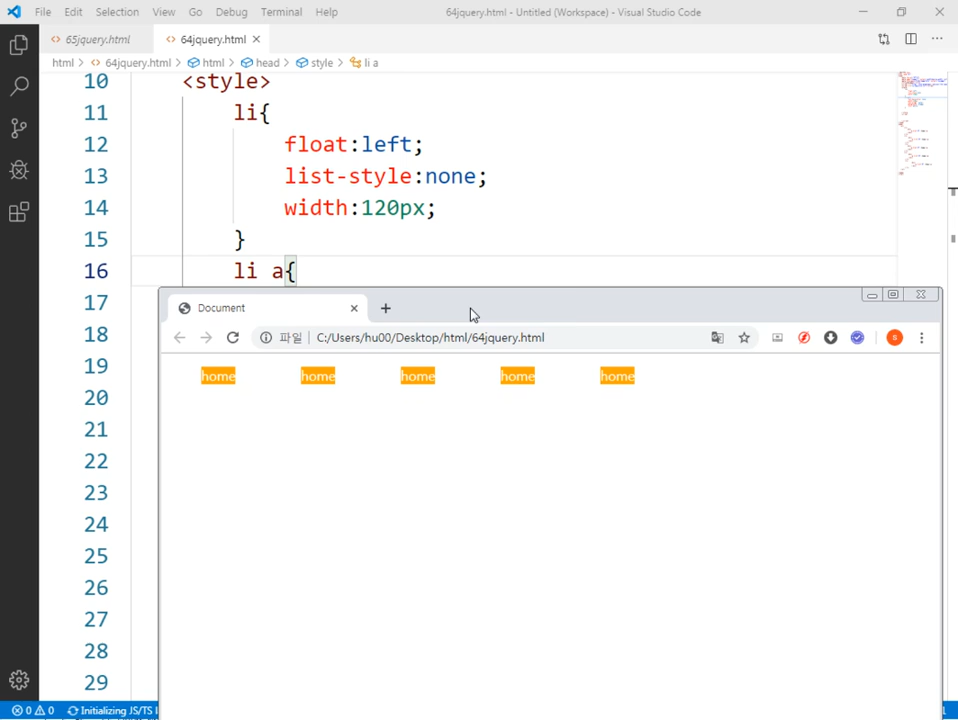 File Edit Selection View Go Debug Terminal Help 64jquery.html - Untitled (Workspace) - Visual Studio Code
65jquery.html 64jquery.html
html > 64jquery.html > html > head > style > li a
10 <style>
11 li{
12 float:left;
13 list-style:none;
14 width:120px;
15 }
16 li a{
17
18
19
20
21
22
23
24
25
26
27
28
29
Document
파일 C:/Users/hu00/Desktop/html/64jquery.html
s
home home home home home
0 0 Initializing JS/TS l